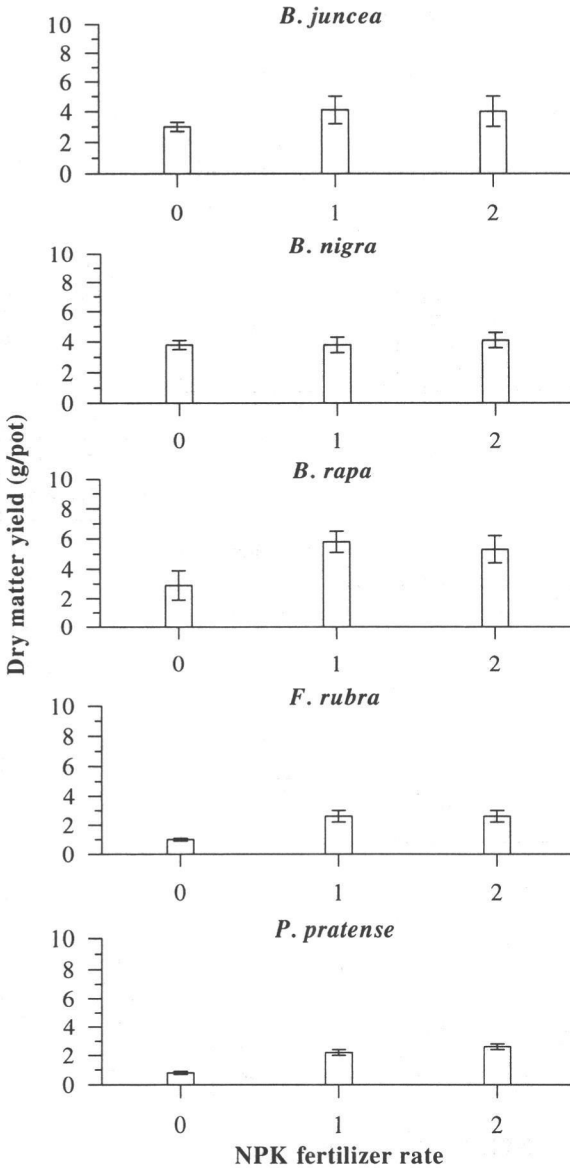 B. juncea
10
8
6
4
2
0
0 1 2
B. nigra
10
8
6
4
2
0
0 1 2
Dry matter yield (g/pot)
B. rapa
10
8
6
4
2
0
0 1 2
F. rubra
10
8
6
4
2
0
0 1 2
P. pratense
10
8
6
4
2
0
0 1 2
NPK fertilizer rate